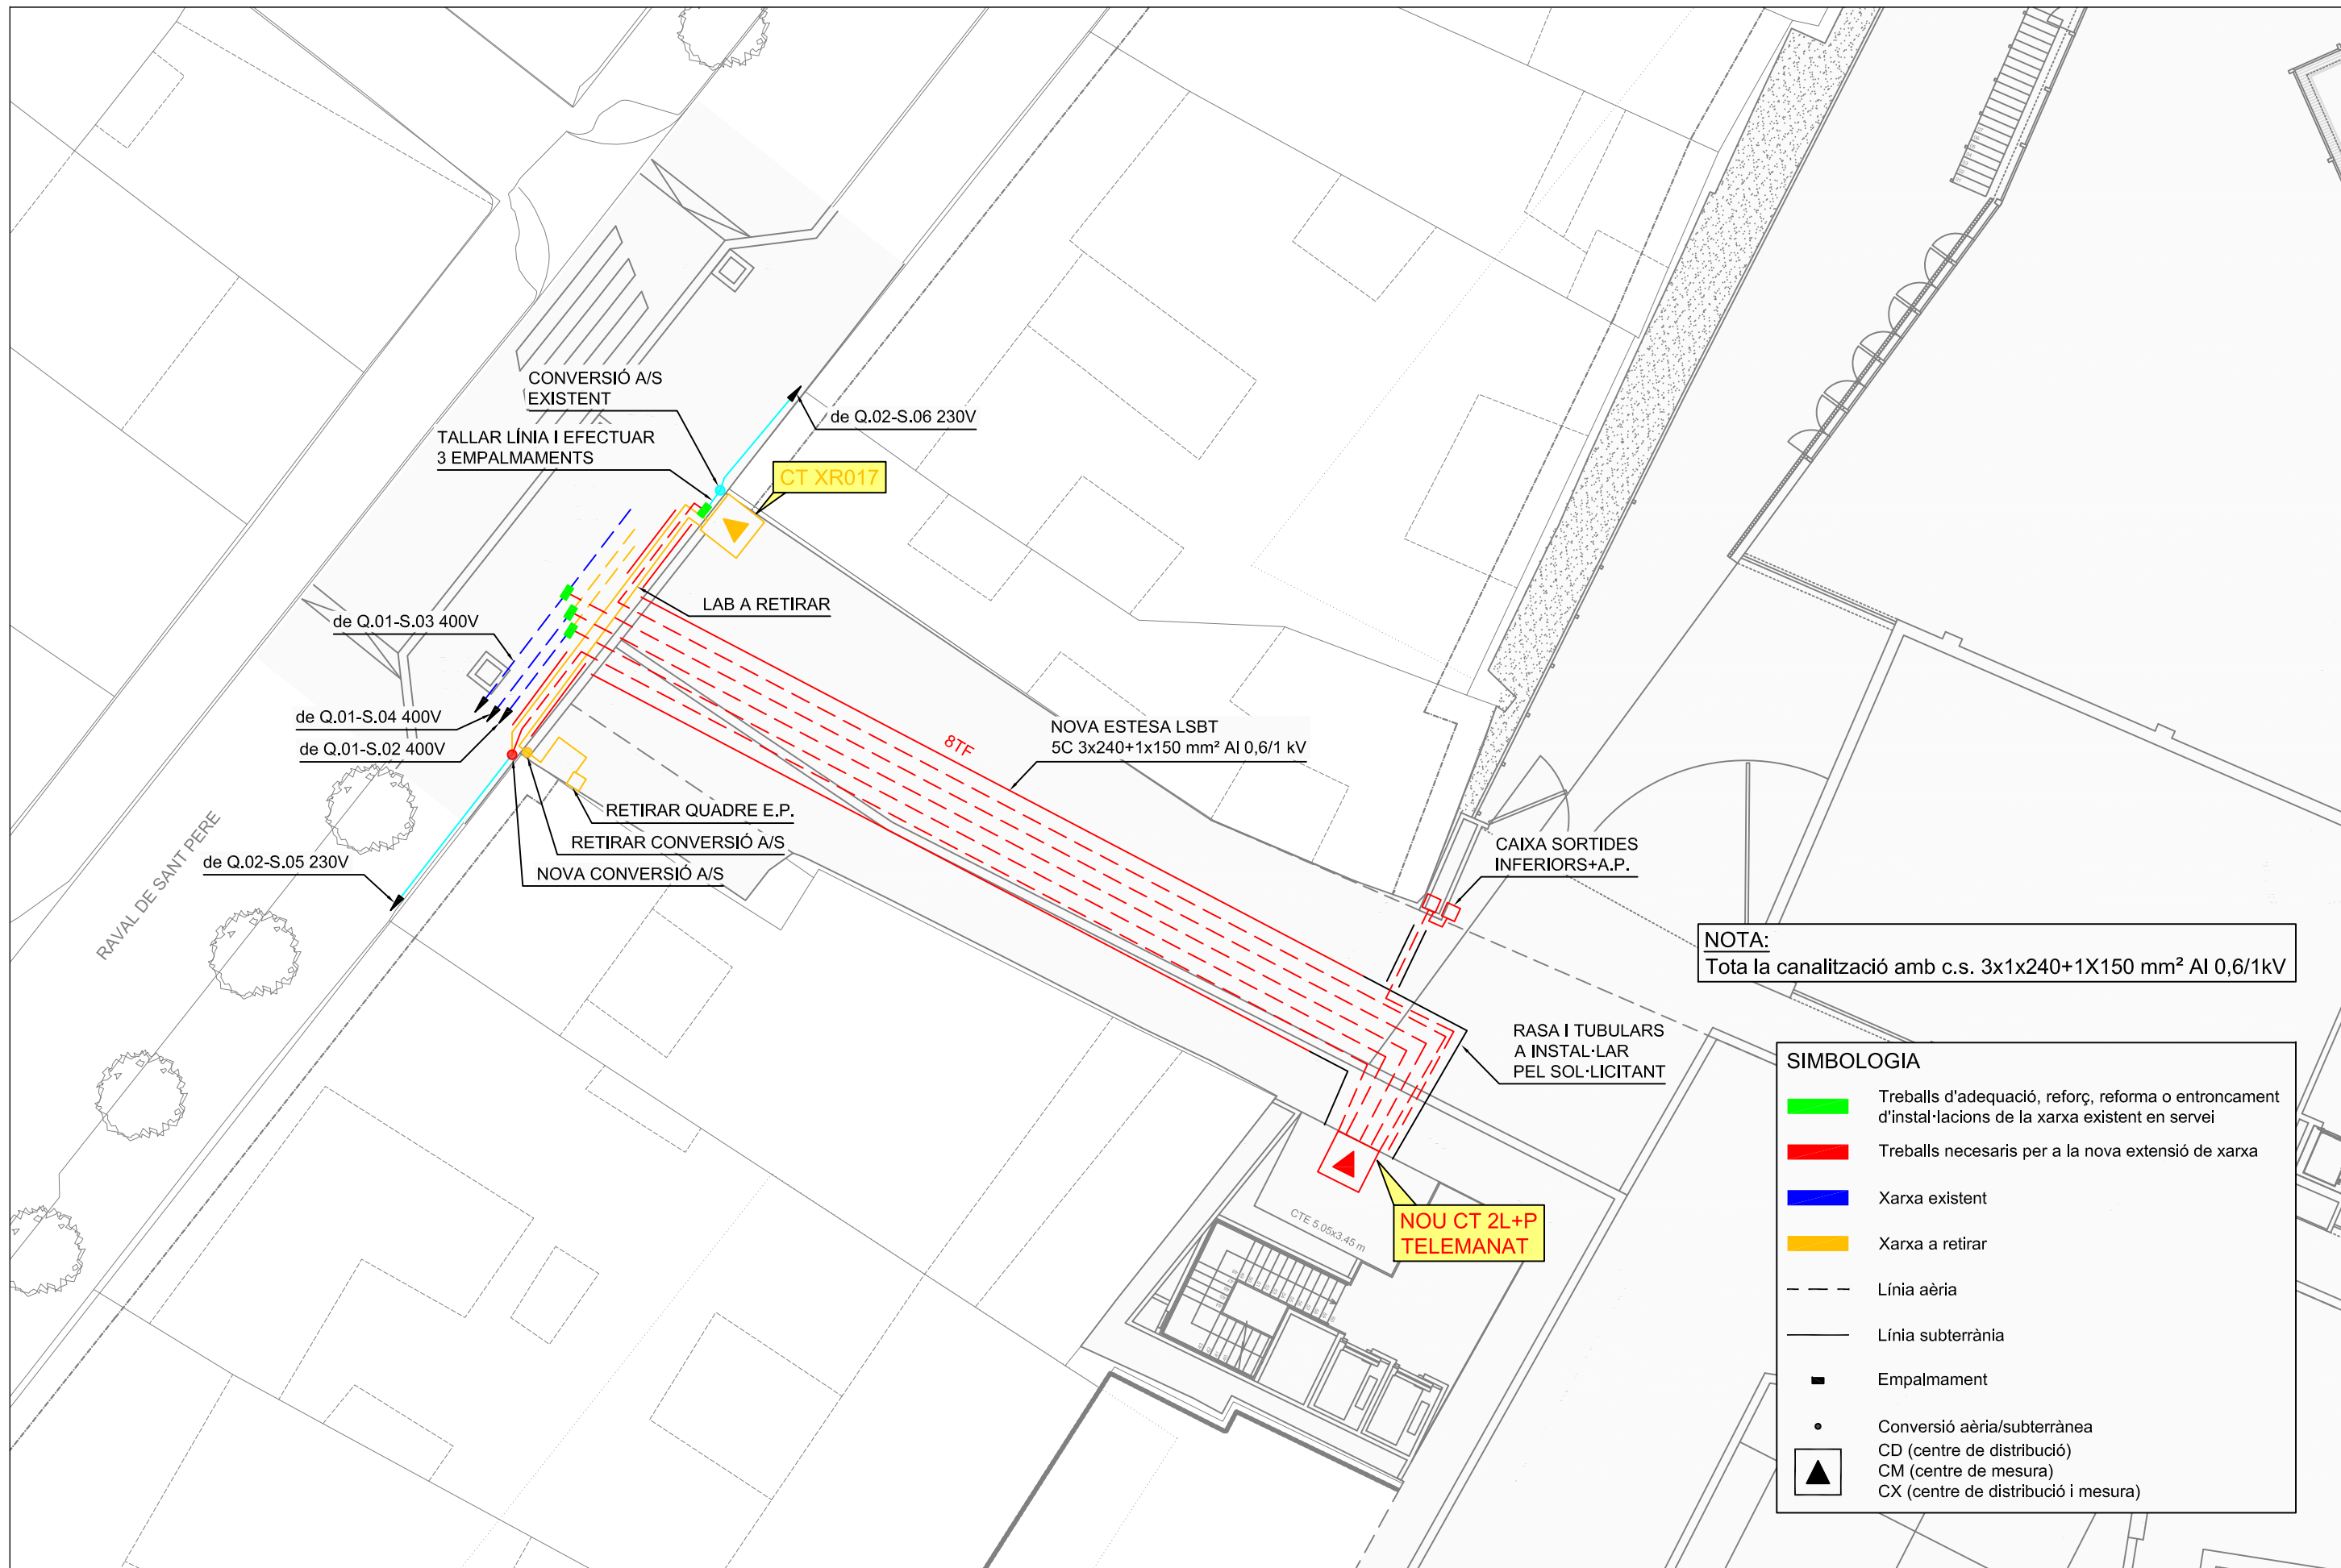 CONVERSIÓ A/S
EXISTENT
de Q.02-S.06 230V
TALLAR LÍNIA I EFECTUAR
3 EMPALMAMENTS
CT XR017
LAB A RETIRAR
de Q.01-S.03 400V
de Q.01-S.04 400V
de Q.01-S.02 400V
NOVA ESTESA LSBT
5C 3x240+1x150 mm² Al 0,6/1 kV
8TF
RETIRAR QUADRE E.P.
RETIRAR CONVERSIÓ A/S
NOVA CONVERSIÓ A/S
de Q.02-S.05 230V
RAVAL DE SANT PERE
CAIXA SORTIDES
INFERIORS+A.P.
NOTA:
Tota la canalització amb c.s. 3x1x240+1X150 mm² Al 0,6/1kV
RASA I TUBULARS
A INSTAL·LAR
PEL SOL·LICITANT
NOU CT 2L+P
TELEMANAT
CTE 5.05x3.45 m
SIMBOLOGIA
Treballs d'adequació, reforç, reforma o entroncament
d'instal·lacions de la xarxa existent en servei
Treballs necesaris per a la nova extensió de xarxa
Xarxa existent
Xarxa a retirar
Línia aèria
Línia subterrània
Empalmament
Conversió aèria/subterrànea
CD (centre de distribució)
CM (centre de mesura)
CX (centre de distribució i mesura)